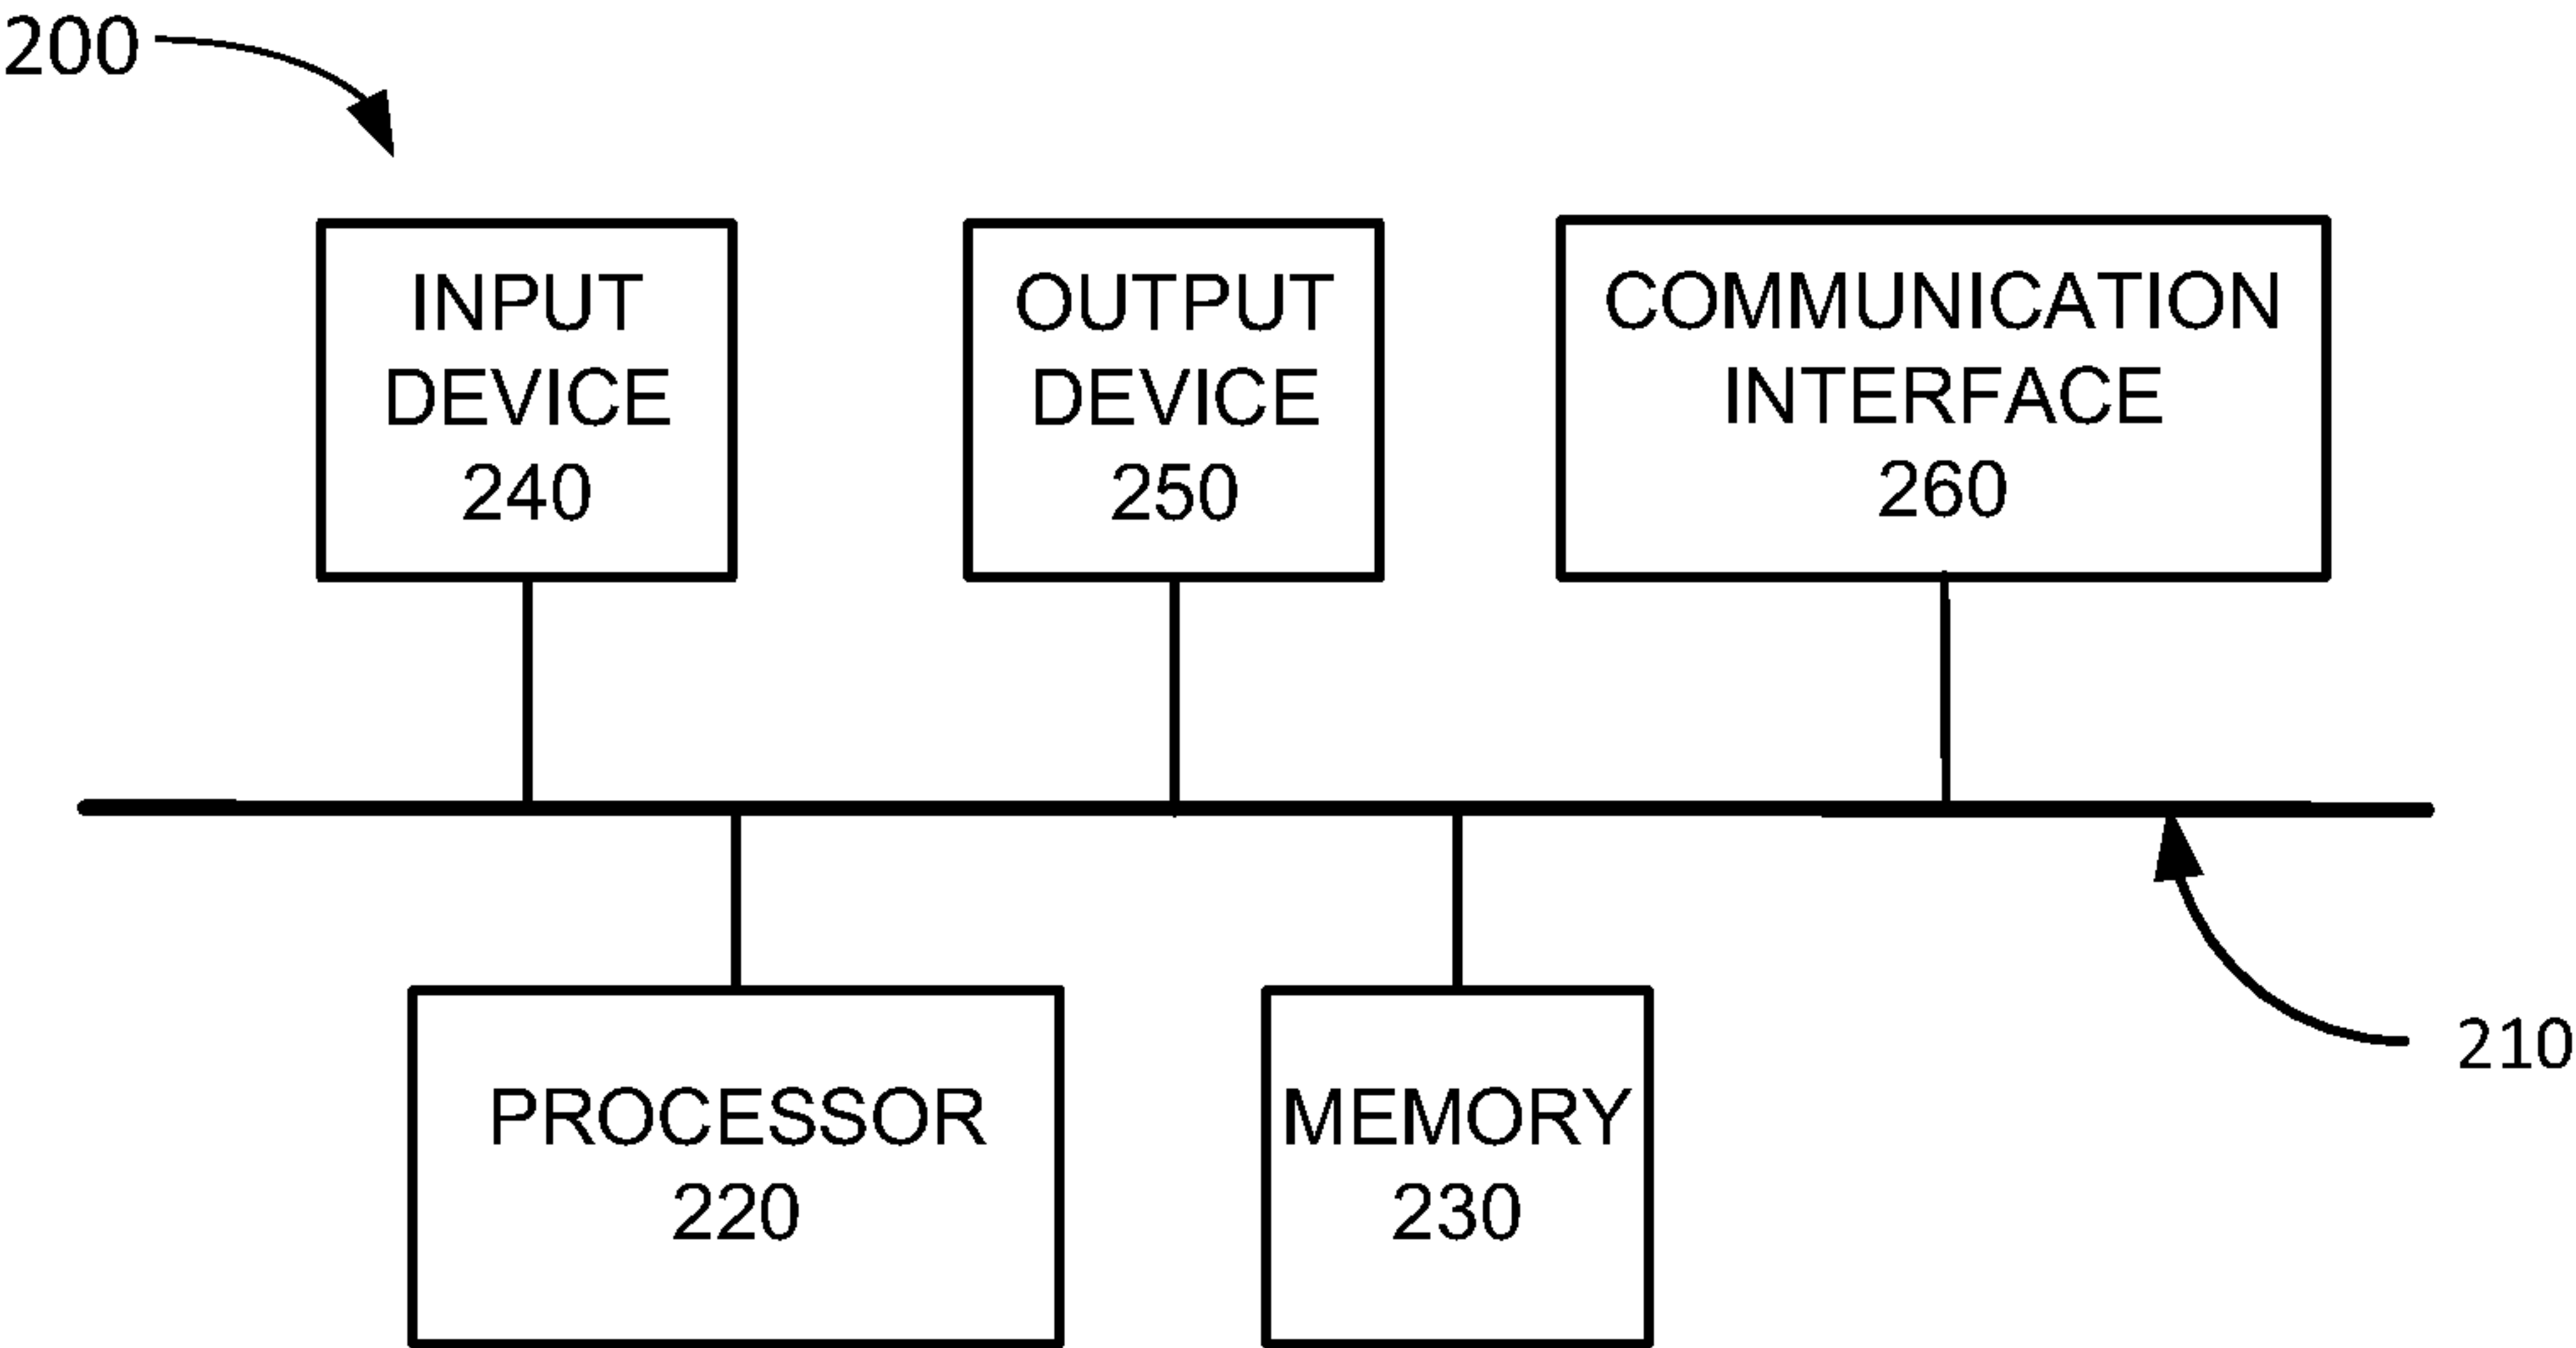 200
INPUT
DEVICE
240
OUTPUT
DEVICE
250
COMMUNICATION
INTERFACE
260
PROCESSOR
220
MEMORY
230
210